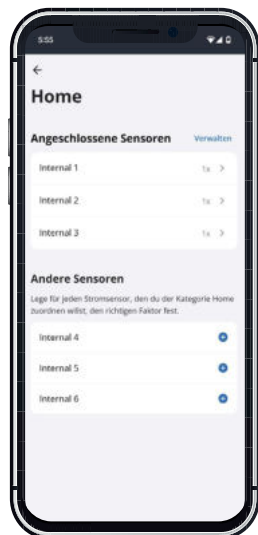 5:55
Home
Angeschlossene Sensoren Verwalten
Internal 1 1x
Internal 2 1x
Internal 3 1x
Andere Sensoren
Lege für jeden Stromsensor, den du der Kategorie Home
zuordnen willst, den richtigen Faktor fest.
Internal 4
Internal 5
Internal 6